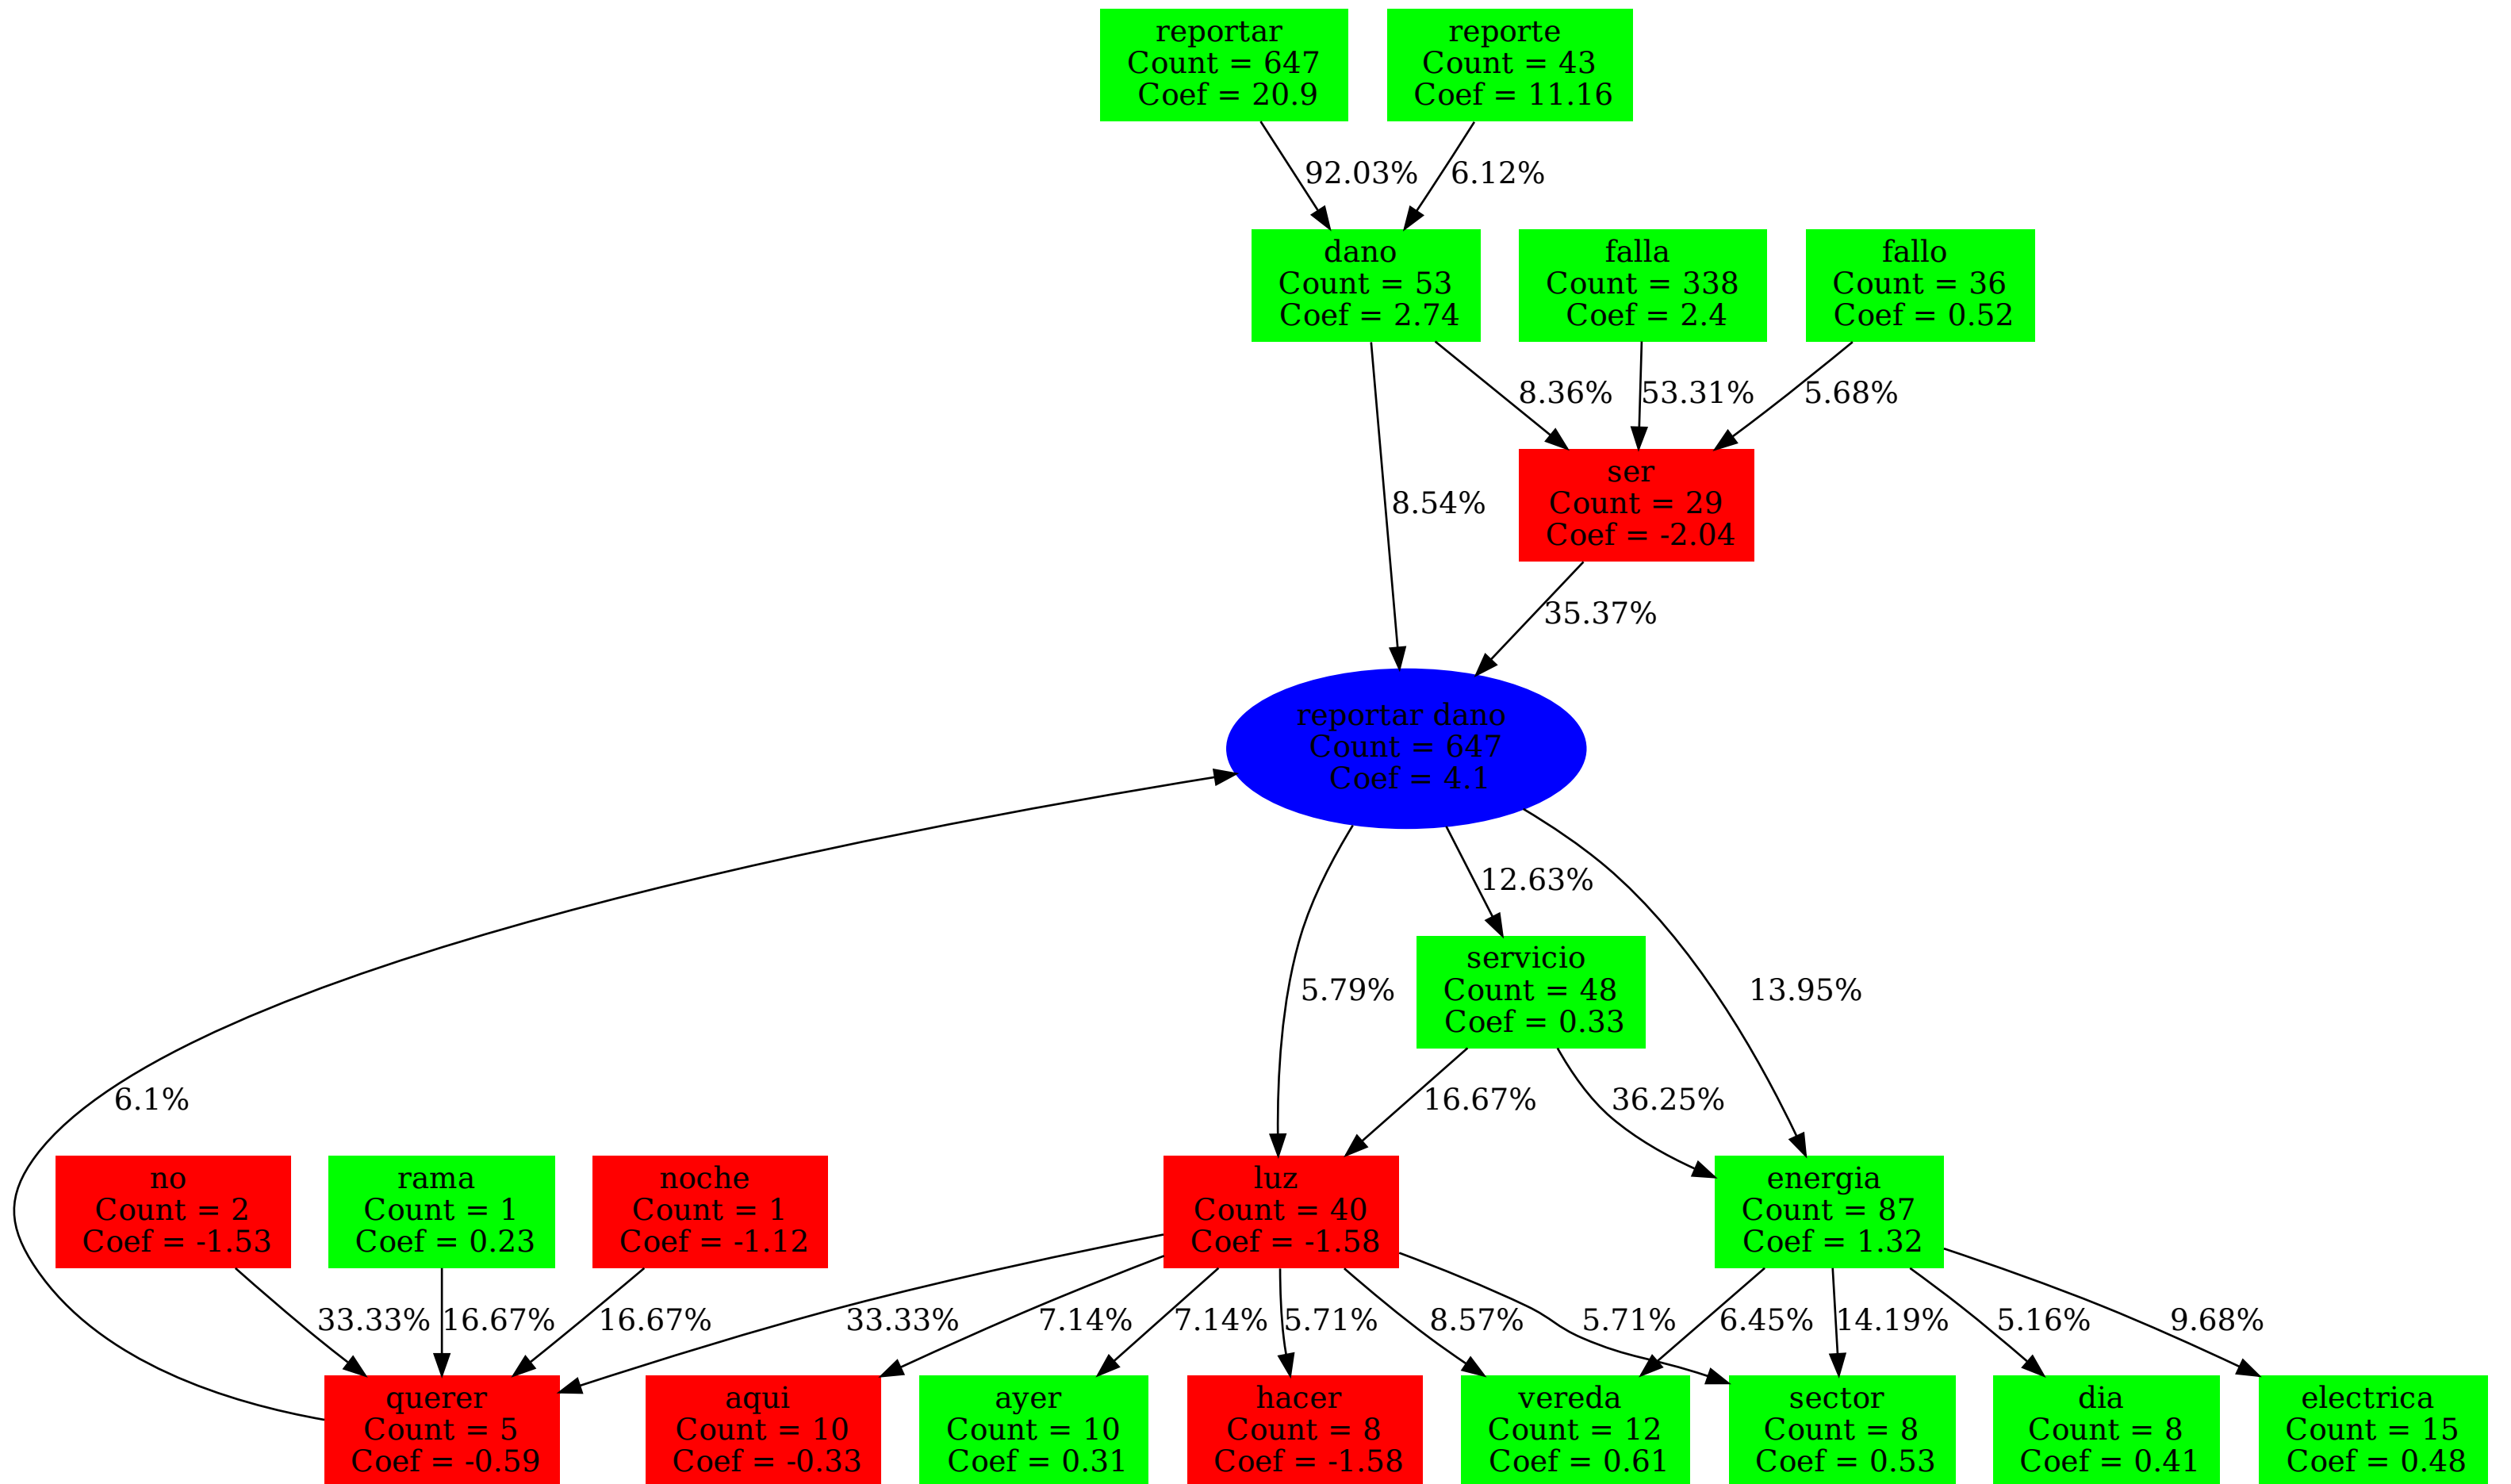 reportar
Count = 647
Coef = 20.9
reporte
Count = 43
Coef = 11.16
92.03%
6.12%
dano
Count = 53
Coef = 2.74
falla
Count = 338
Coef = 2.4
fallo
Count = 36
Coef = 0.52
8.36%
53.31%
5.68%
ser
Count = 29
Coef = -2.04
8.54%
35.37%
reportar dano
Count = 647
Coef = 4.1
12.63%
servicio
Count = 48
Coef = 0.33
5.79%
13.95%
6.1%
16.67%
36.25%
no
Count = 2
Coef = -1.53
rama
Count = 1
Coef = 0.23
noche
Count = 1
Coef = -1.12
luz
Count = 40
Coef = -1.58
energia
Count = 87
Coef = 1.32
33.33%
16.67%
16.67%
33.33%
7.14%
7.14%
5.71%
8.57%
5.71%
6.45%
14.19%
5.16%
9.68%
querer
Count = 5
Coef = -0.59
aqui
Count = 10
Coef = -0.33
ayer
Count = 10
Coef = 0.31
hacer
Count = 8
Coef = -1.58
vereda
Count = 12
Coef = 0.61
sector
Count = 8
Coef = 0.53
dia
Count = 8
Coef = 0.41
electrica
Count = 15
Coef = 0.48